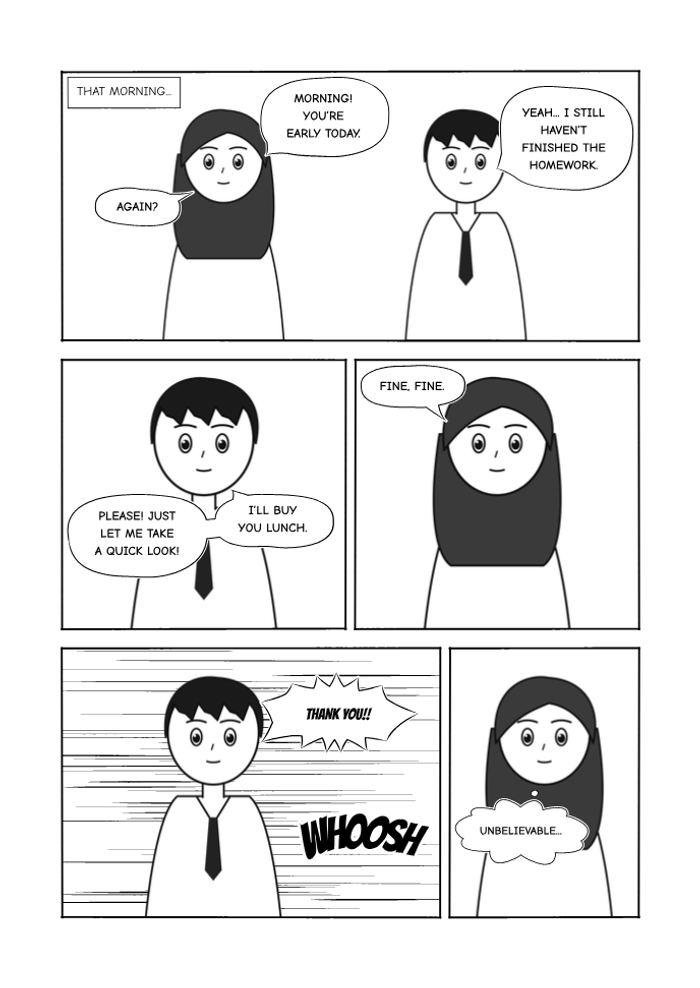 THAT MORNING...
MORNING!
YOU'RE
EARLY TODAY.
YEAH... I STILL
HAVEN'T
FINISHED THE
HOMEWORK.
AGAIN?
PLEASE! JUST
LET ME TAKE
A QUICK LOOK!
I'LL BUY
YOU LUNCH.
FINE, FINE.
THANK YOU!!
WHOOSH
UNBELIEVABLE...